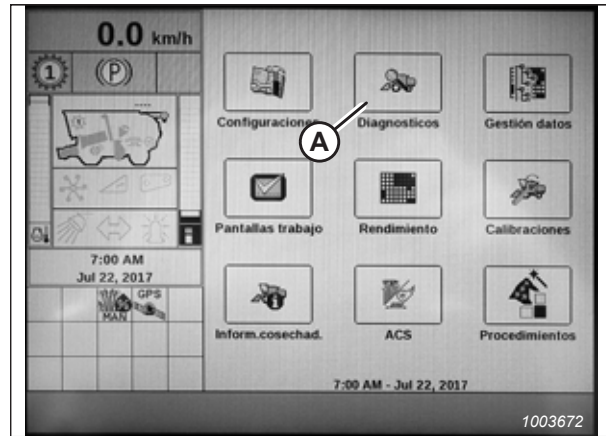 0.0 km/h
1
P
Configuraciones
Diagnosticos
Gestión datos
A
Pantallas trabajo
Rendimiento
Calibraciones
7:00 AM
Jul 22, 2017
GPS
MAN
Inform.cosechad.
ACS
Procedimientos
7:00 AM - Jul 22, 2017
1003672